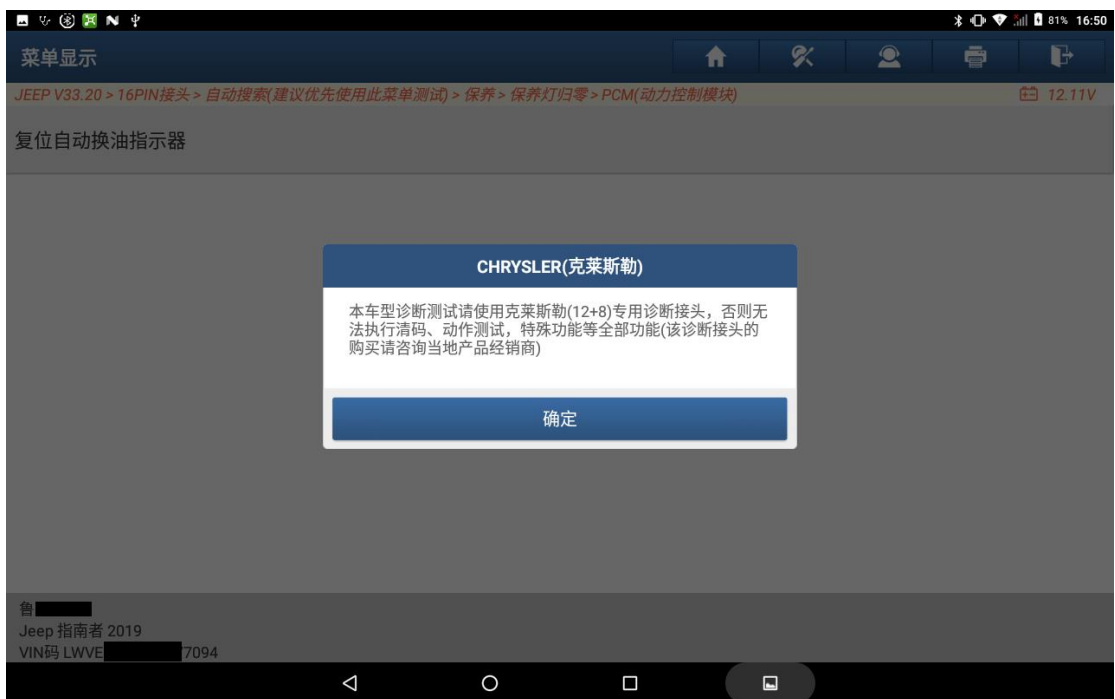 81% 16:50
菜单显示
JEEP V33.20 > 16PIN接头 > 自动搜索(建议优先使用此菜单测试) > 保养 > 保养灯归零 > PCM(动力控制模块) 12.11V
复位自动换油指示器
CHRYSLER(克莱斯勒)
本车型诊断测试请使用克莱斯勒(12+8)专用诊断接头，否则无
法执行清码、动作测试，特殊功能等全部功能(该诊断接头的
购买请咨询当地产品经销商)
确定
鲁
Jeep 指南者 2019
VIN码 LWVE 7094